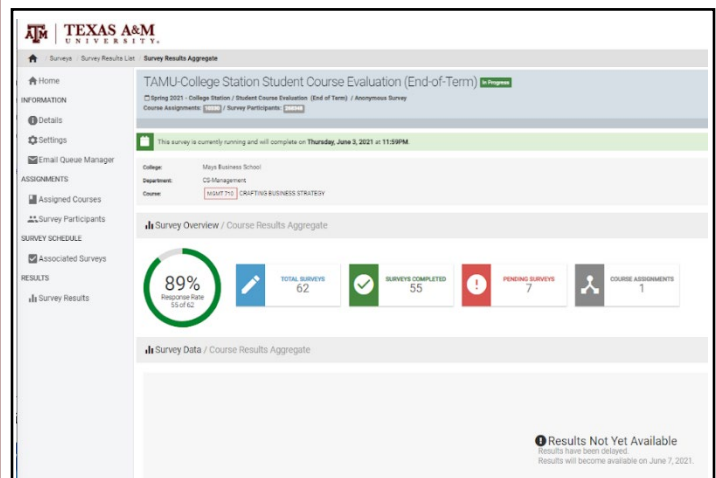 TEXAS A&M
UNIVERSITY.
Surveys Survey Results List Survey Results Aggregate
Home
INFORMATION
Details
Settings
Email Queue Manager
ASSIGNMENTS
Assigned Courses
Survey Participants
SURVEY SCHEDULE
Associated Surveys
RESULTS
Survey Results
TAMU-College Station Student Course Evaluation (End-of-Term) In Progress
Spring 2021 - College Station / Student Course Evaluation (End of Term) / Anonymous Survey
Course Assignments: / Survey Participants:
This survey is currently running and will complete on Thursday, June 3, 2021 at 11:59PM.
College: Mays Business School
Department: CS-Management
Course: MGMT 710 CRAFTING BUSINESS STRATEGY
Survey Overview / Course Results Aggregate
89%
Response Rate
55 of 62
TOTAL SURVEYS
62
SURVEYS COMPLETED
55
PENDING SURVEYS
7
COURSE ASSIGNMENTS
1
Survey Data / Course Results Aggregate
Results Not Yet Available
Results have been delayed.
Results will become available on June 7, 2021.